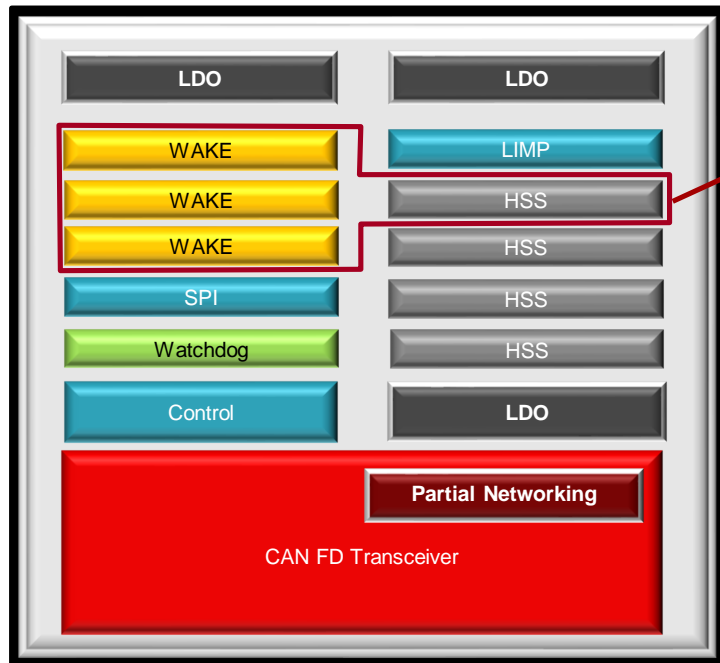 LDO
LDO
WAKE
LIMP
WAKE
HSS
WAKE
HSS
SPI
HSS
Watchdog
HSS
Control
LDO
Partial Networking
CAN FD Transceiver